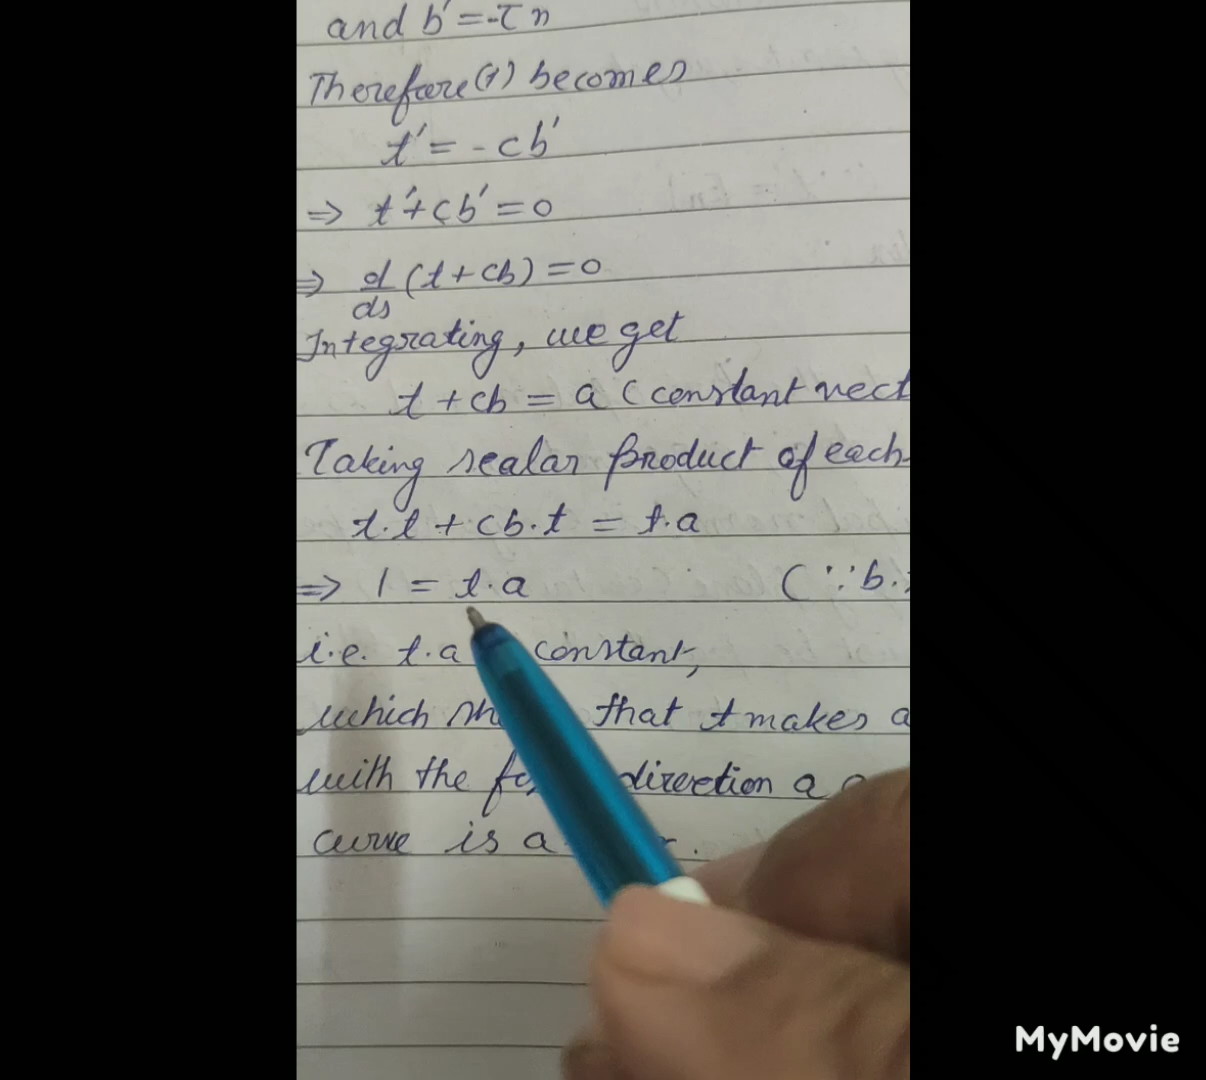 and b' = -τ n
Therefore (1) becomes
t' = - cb'
⇒ t' + cb' = 0
⇒ d/ds (t + cb) = 0
Integrating, we get
t + cb = a (constant vect
Taking scalar product of each
t.t + cb.t = t.a
⇒ 1 = t.a (∵ b.
i.e. t.a constant,
which that t makes a
with the direction a
curve is a
MyMovie